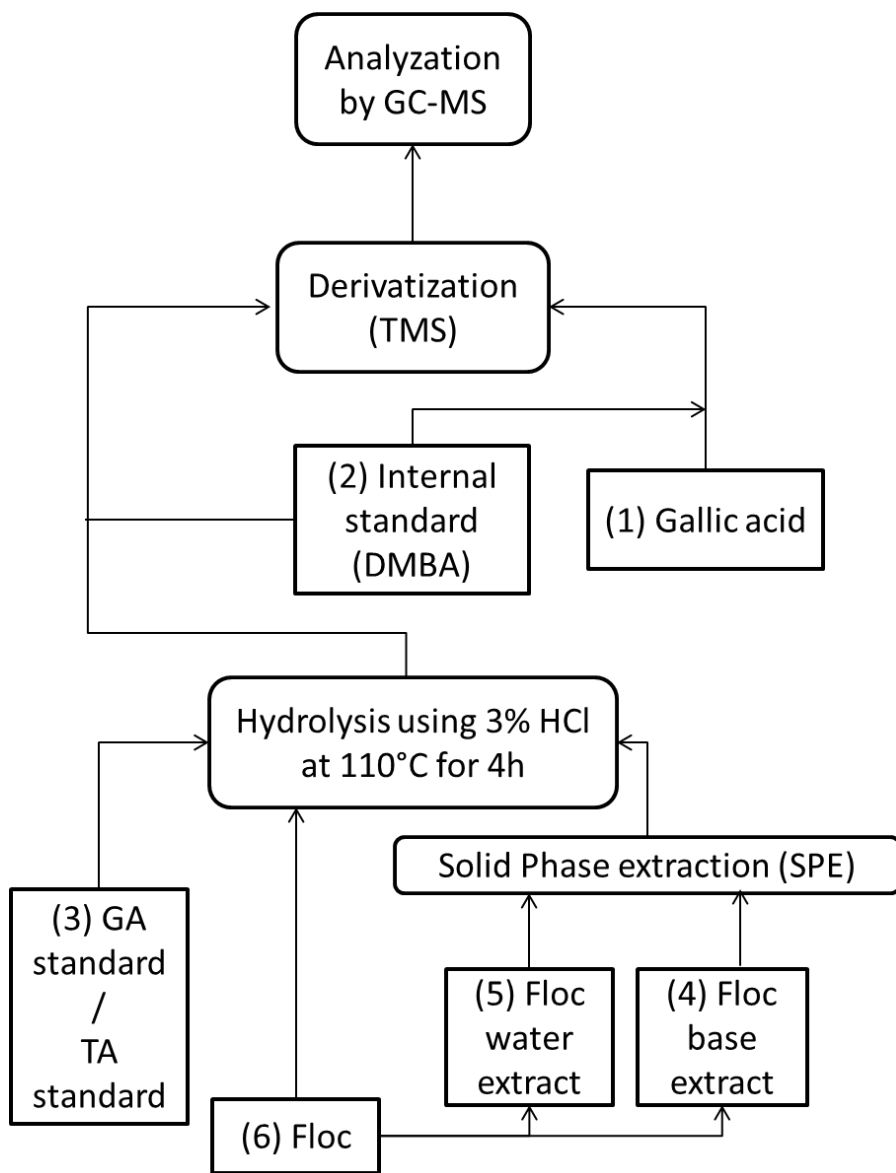 Analyzation
by GC-MS
Derivatization
(TMS)
(2) Internal
standard
(DMBA)
(1) Gallic acid
Hydrolysis using 3% HCl
at 110°C for 4h
Solid Phase extraction (SPE)
(3) GA
standard
/
TA
standard
(5) Floc
water
extract
(4) Floc
base
extract
(6) Floc